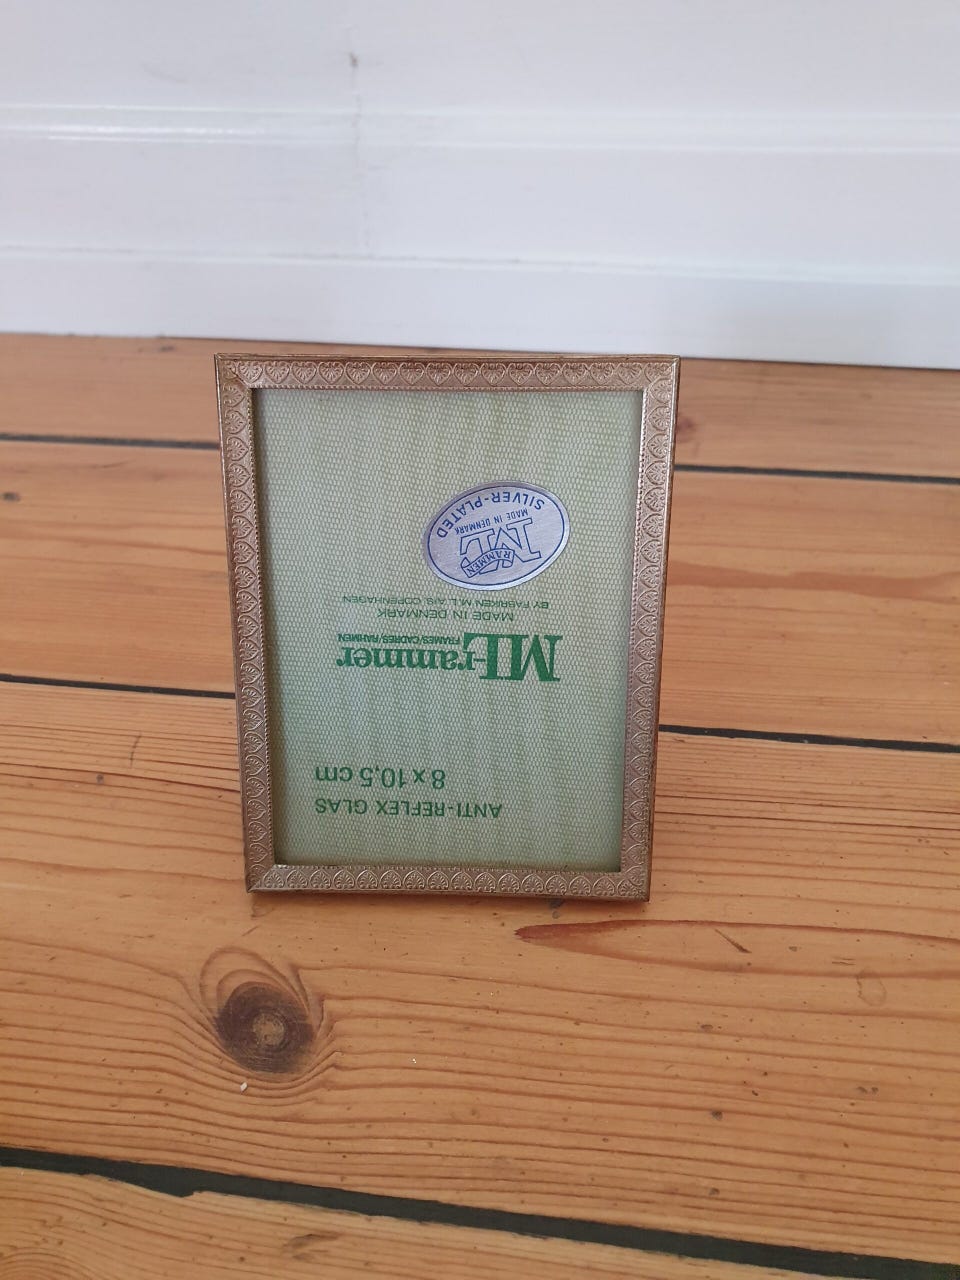 ANTI-REFLEX GLAS
8 x 10,5 cm
ML-rammer
FRAMES/CADRES/RAHMEN
MADE IN DENMARK
BY FABRIKEN M.L. A/S. COPENHAGEN
RAMMEN
ML
MADE IN DENMARK
SILVER-PLATED